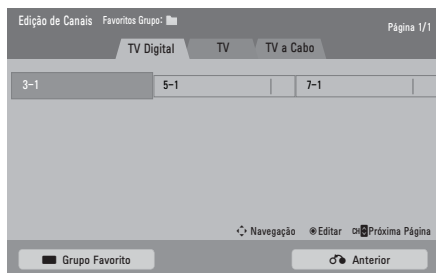 Edição de Canais Favoritos Grupo: Página 1/1
TV Digital TV TV a Cabo
3-1 5-1 7-1
Navegação Editar CH Próxima Página
Grupo Favorito Anterior